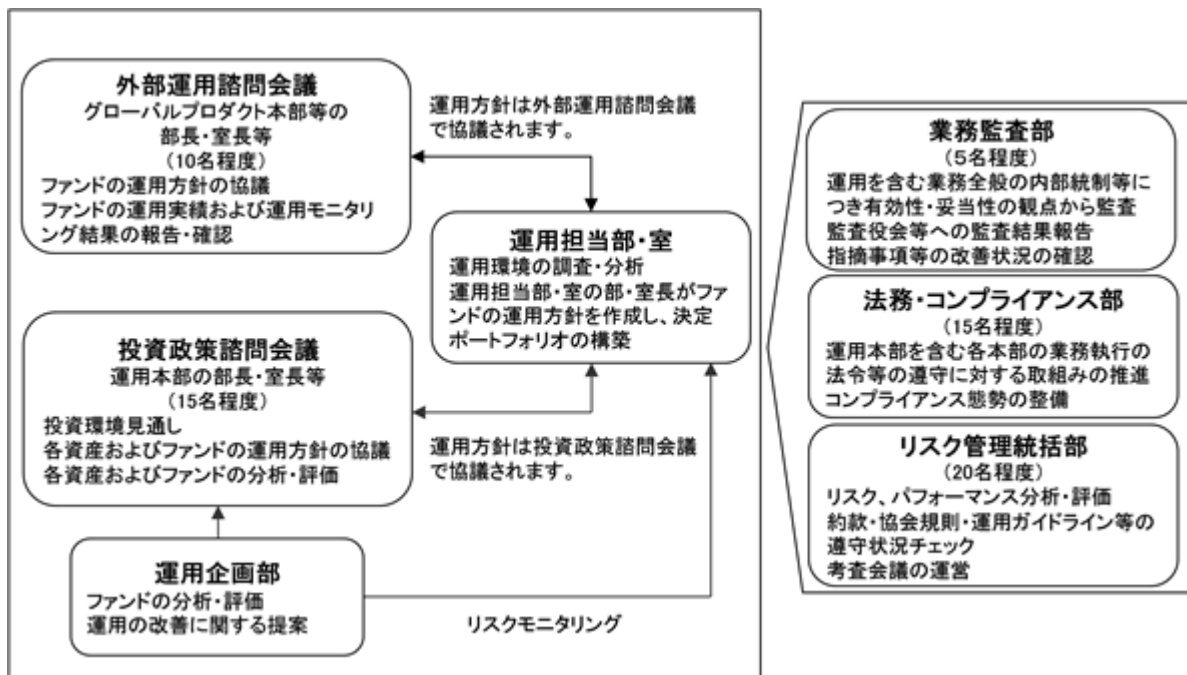 外部運用諮問会議
グローバルプロダクト本部等の
部長・室長等
(10名程度)
ファンドの運用方針の協議
ファンドの運用実績および運用モニタリ
ング結果の報告・確認
運用方針は外部運用諮問会議
で協議されます。
運用担当部・室
運用環境の調査・分析
運用担当部・室の部・室長がファ
ンドの運用方針を作成し、決定
ポートフォリオの構築
投資政策諮問会議
運用本部の部長・室長等
(15名程度)
投資環境見通し
各資産およびファンドの運用方針の協議
各資産およびファンドの分析・評価
運用方針は投資政策諮問会議
で協議されます。
運用企画部
ファンドの分析・評価
運用の改善に関する提案
リスクモニタリング
業務監査部
(5名程度)
運用を含む業務全般の内部統制等に
つき有効性・妥当性の観点から監査
監査役会等への監査結果報告
指摘事項等の改善状況の確認
法務・コンプライアンス部
(15名程度)
運用本部を含む各本部の業務執行の
法令等の遵守に対する取組みの推進
コンプライアンス態勢の整備
リスク管理統括部
(20名程度)
リスク、パフォーマンス分析・評価
約款・協会規則・運用ガイドライン等の
遵守状況チェック
考査会議の運営